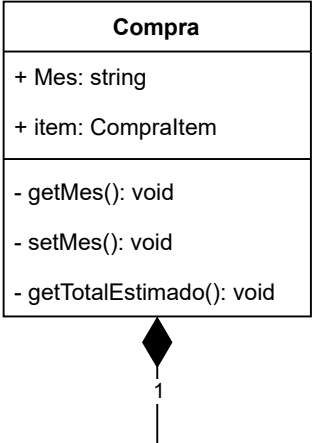 Compra
+ Mes: string
+ item: CompraItem
- getMes(): void
- setMes(): void
- getTotalEstimado(): void
1